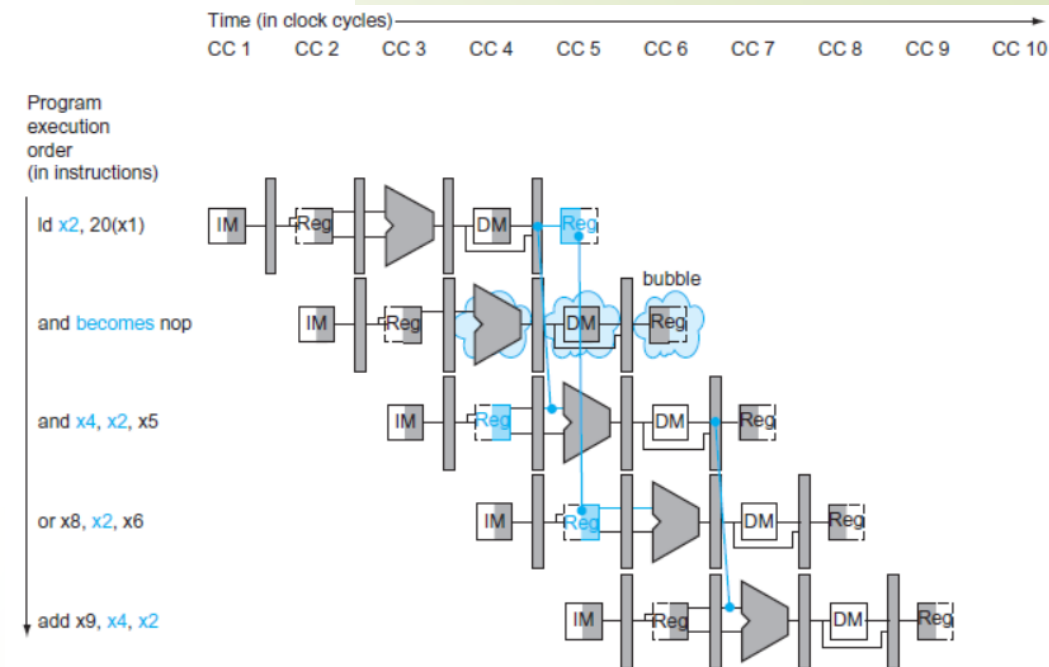 Time (in clock cycles)
CC 1 CC 2 CC 3 CC 4 CC 5 CC 6 CC 7 CC 8 CC 9 CC 10
Program
execution
order
(in instructions)
ld x2, 20(x1)
IM Reg DM Reg
bubble
and becomes nop
IM Reg DM Reg
and x4, x2, x5
IM Reg DM Reg
or x8, x2, x6
IM Reg DM Reg
add x9, x4, x2
IM Reg DM Reg